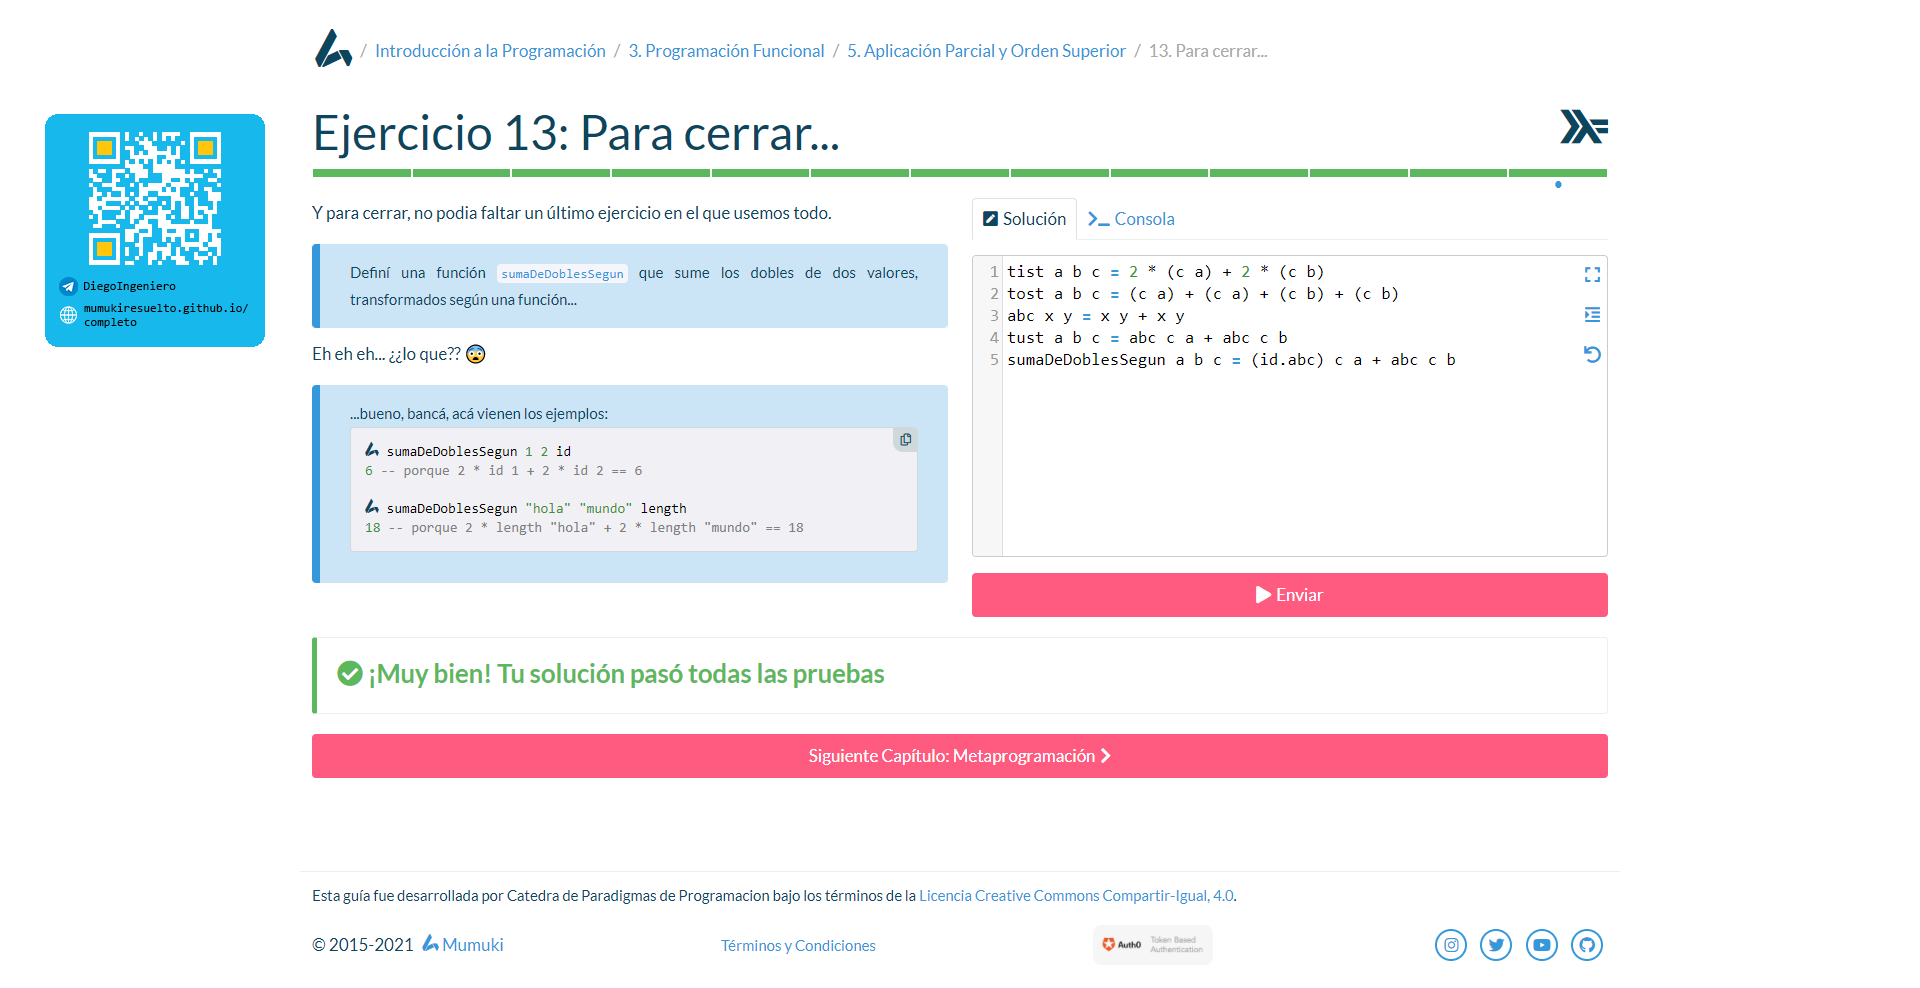 / Introducción a la Programación / 3. Programación Funcional / 5. Aplicación Parcial y Orden Superior / 13. Para cerrar...
DiegoIngeniero
mumukiresuelto.github.io/
completo
Ejercicio 13: Para cerrar...
Y para cerrar, no podia faltar un último ejercicio en el que usemos todo.
Definí una función sumaDeDoblesSegun que sume los dobles de dos valores,
transformados según una función...
Eh eh eh... ¿¿lo que?? 😨
...bueno, bancá, acá vienen los ejemplos:
sumaDeDoblesSegun 1 2 id
6 -- porque 2 * id 1 + 2 * id 2 == 6
sumaDeDoblesSegun "hola" "mundo" length
18 -- porque 2 * length "hola" + 2 * length "mundo" == 18
Solución
Consola
1 tist a b c = 2 * (c a) + 2 * (c b)
2 tost a b c = (c a) + (c a) + (c b) + (c b)
3 abc x y = x y + x y
4 tust a b c = abc c a + abc c b
5 sumaDeDoblesSegun a b c = (id.abc) c a + abc c b
Enviar
¡Muy bien! Tu solución pasó todas las pruebas
Siguiente Capítulo: Metaprogramación
Esta guía fue desarrollada por Catedra de Paradigmas de Programacion bajo los términos de la Licencia Creative Commons Compartir-Igual, 4.0.
© 2015-2021 Mumuki
Términos y Condiciones
Auth0
Token Based
Authentication